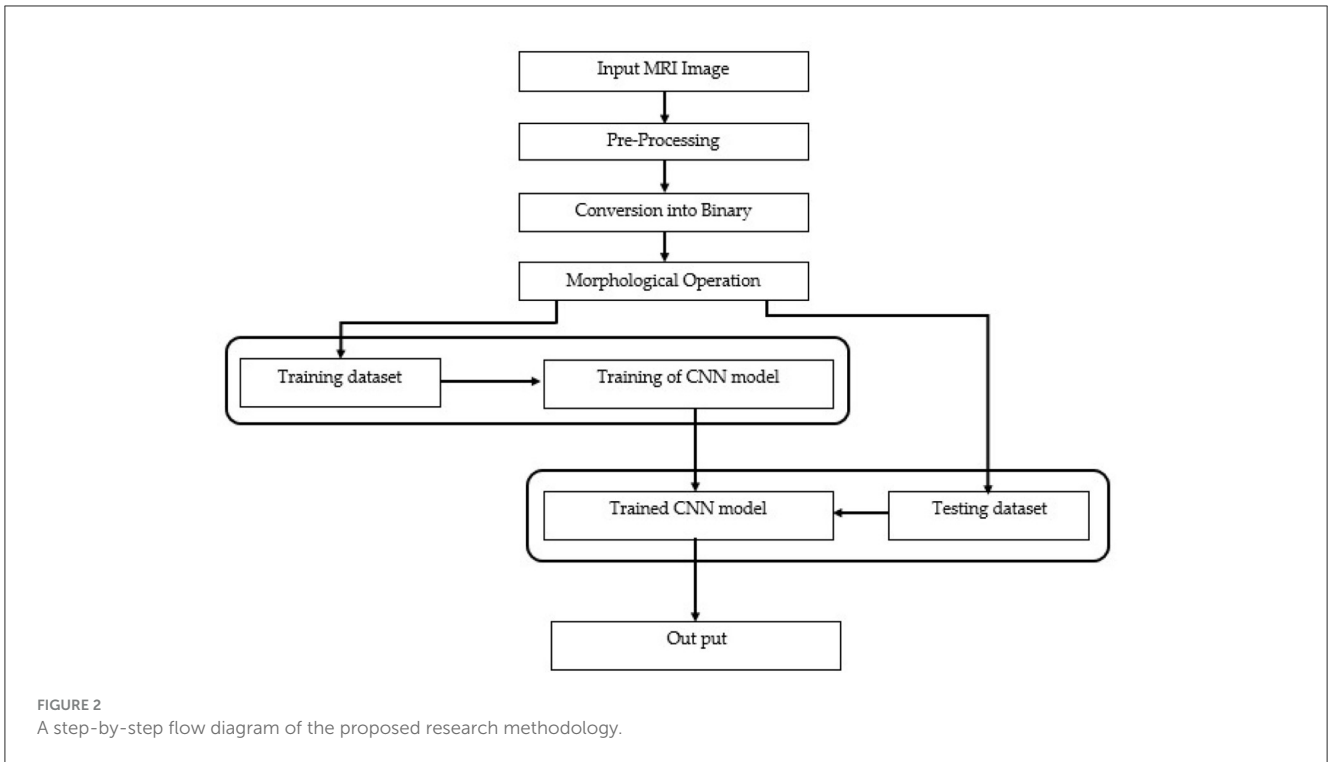 Input MRI Image
Pre-Processing
Conversion into Binary
Morphological Operation
Training dataset
Training of CNN model
Trained CNN model
Testing dataset
Out put
FIGURE 2
A step-by-step flow diagram of the proposed research methodology.